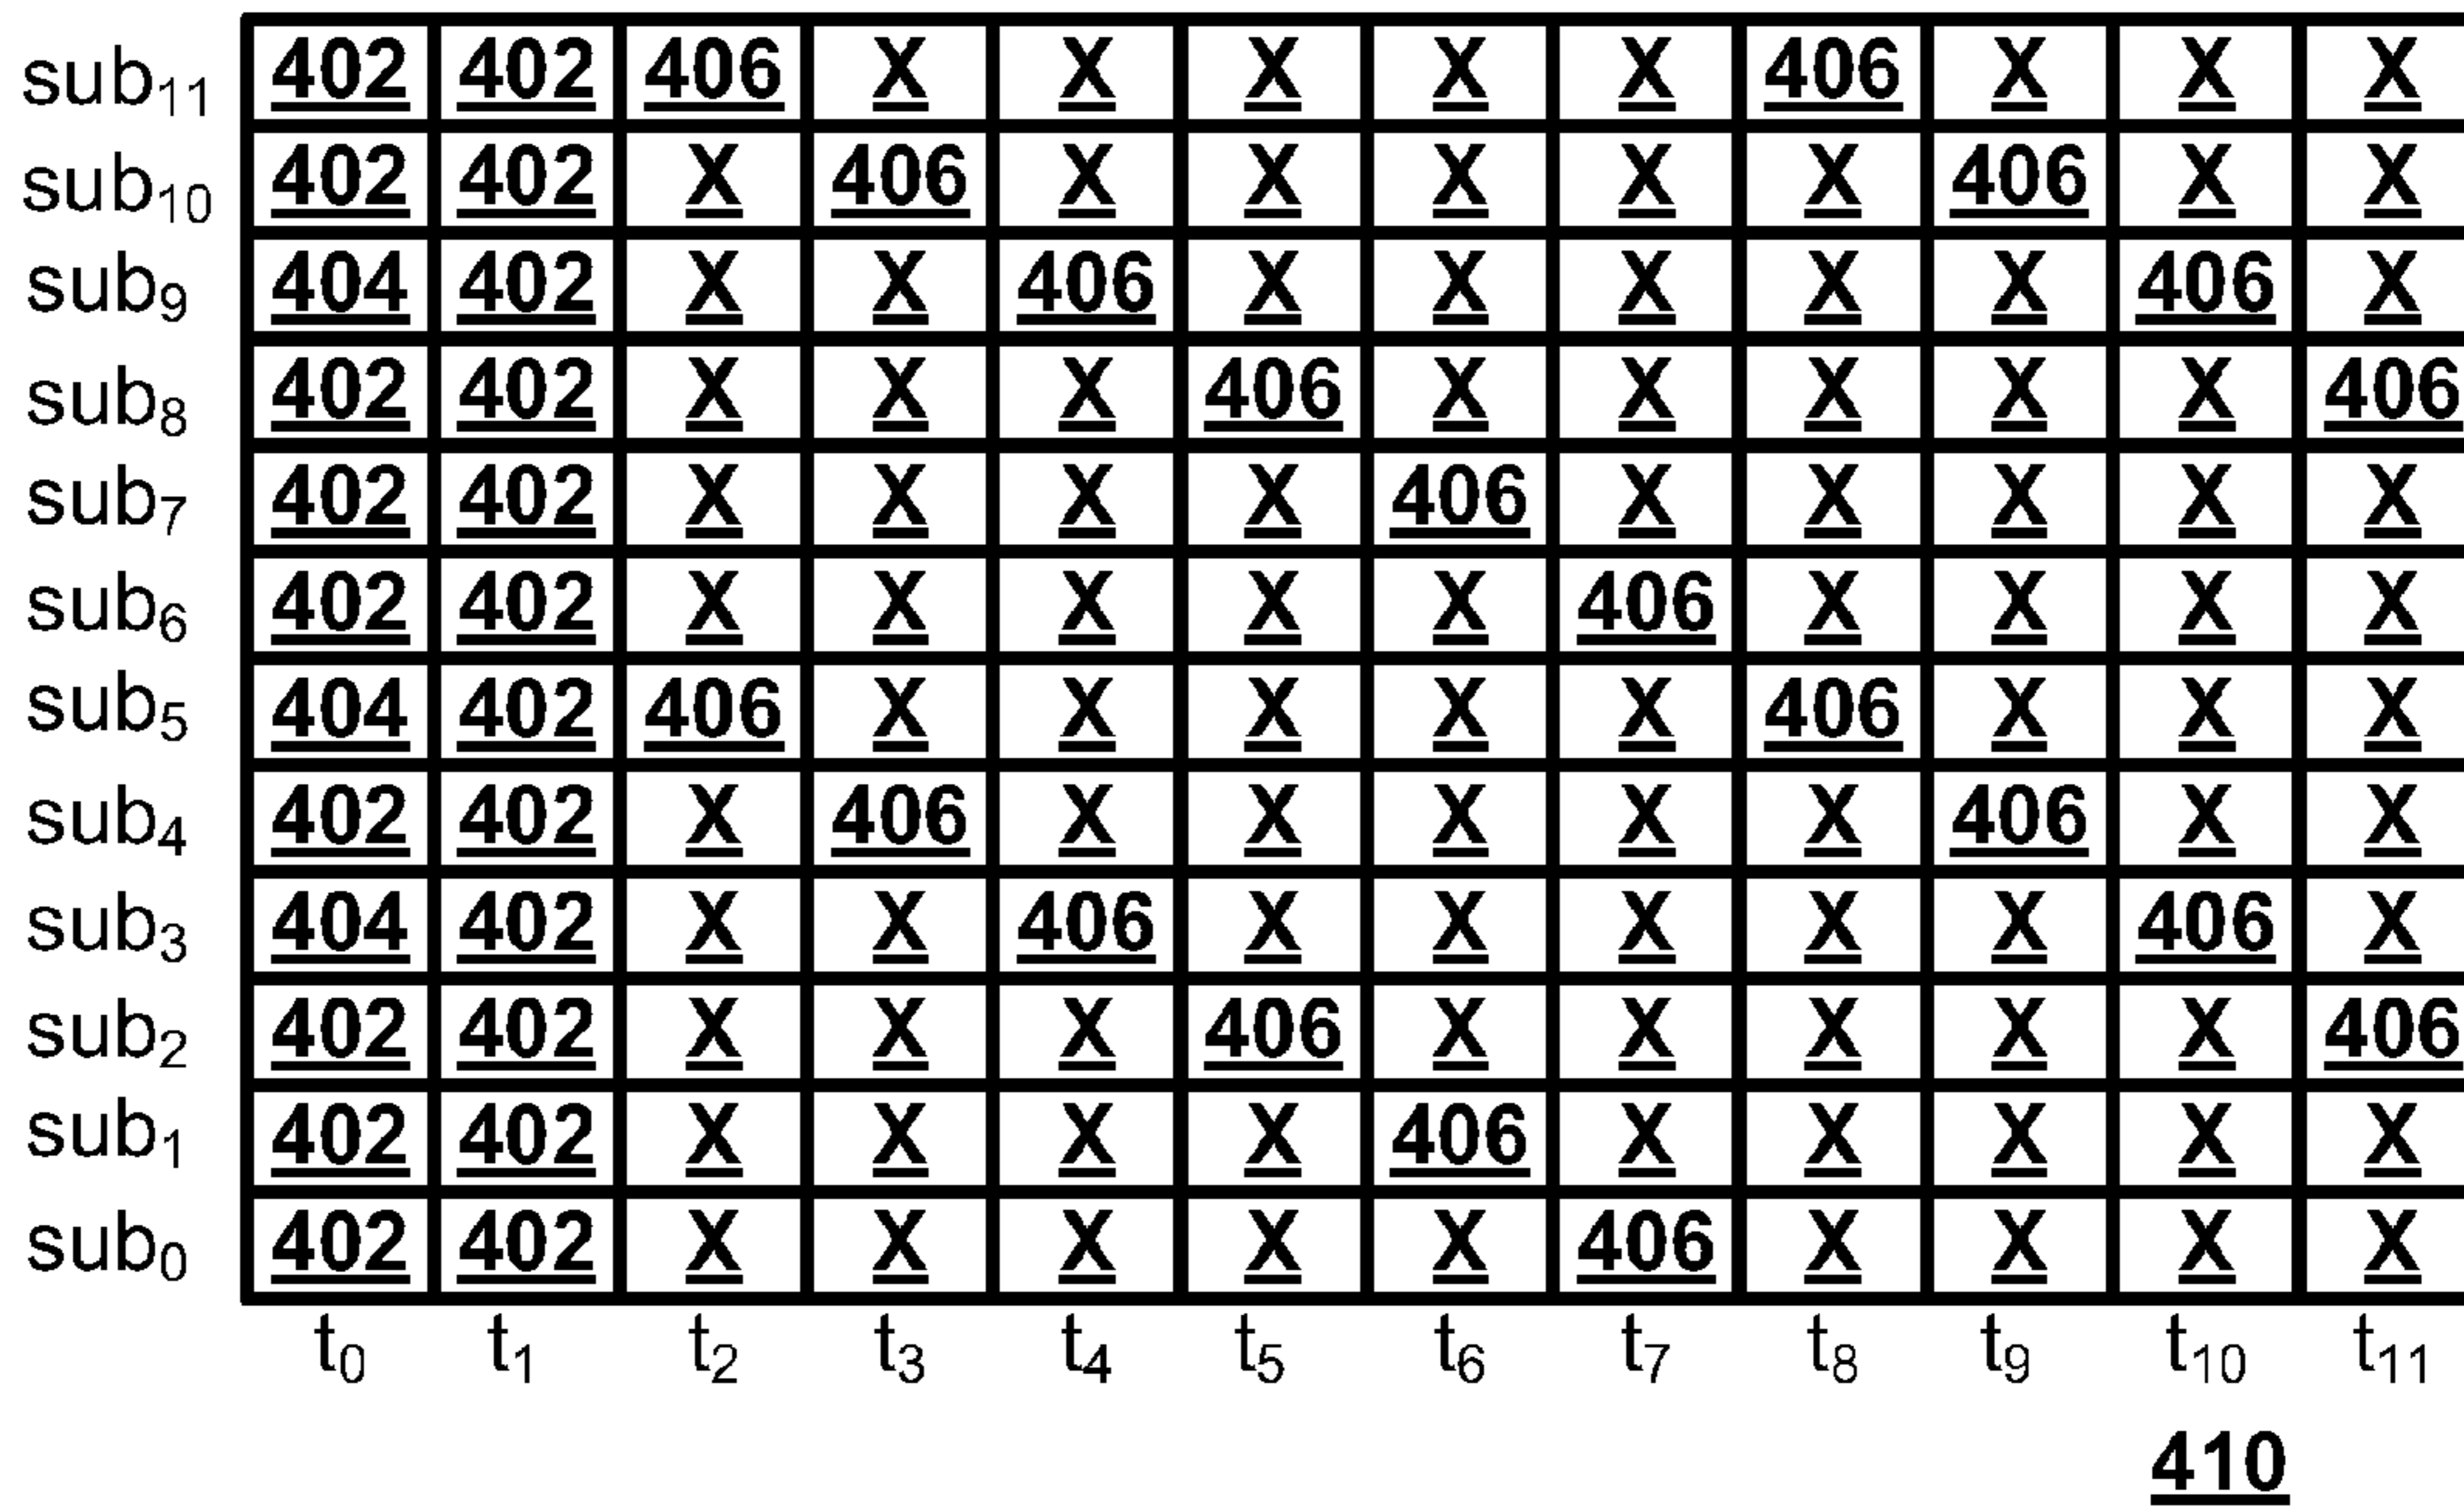 sub11 402 402 406 X X X X X 406 X X X
sub10 402 402 X 406 X X X X X 406 X X
sub9 404 402 X X 406 X X X X X 406 X
sub8 402 402 X X X 406 X X X X X 406
sub7 402 402 X X X X 406 X X X X X
sub6 402 402 X X X X X 406 X X X X
sub5 404 402 406 X X X X X 406 X X X
sub4 402 402 X 406 X X X X X 406 X X
sub3 404 402 X X 406 X X X X X 406 X
sub2 402 402 X X X 406 X X X X X 406
sub1 402 402 X X X X 406 X X X X X
sub0 402 402 X X X X X 406 X X X X
t0 t1 t2 t3 t4 t5 t6 t7 t8 t9 t10 t11
410